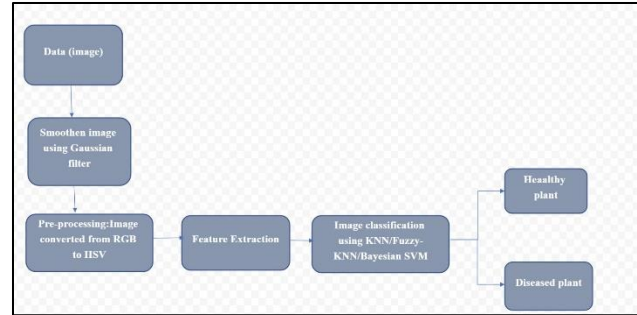 Data (image)
Smoothen image
using Gaussian
filter
Pre-processing:Image
converted from RGB
to HSV
Feature Extraction
Image classification
using KNN/Fuzzy-
KNN/Bayesian SVM
Heaalthy
plant
Diseased plant